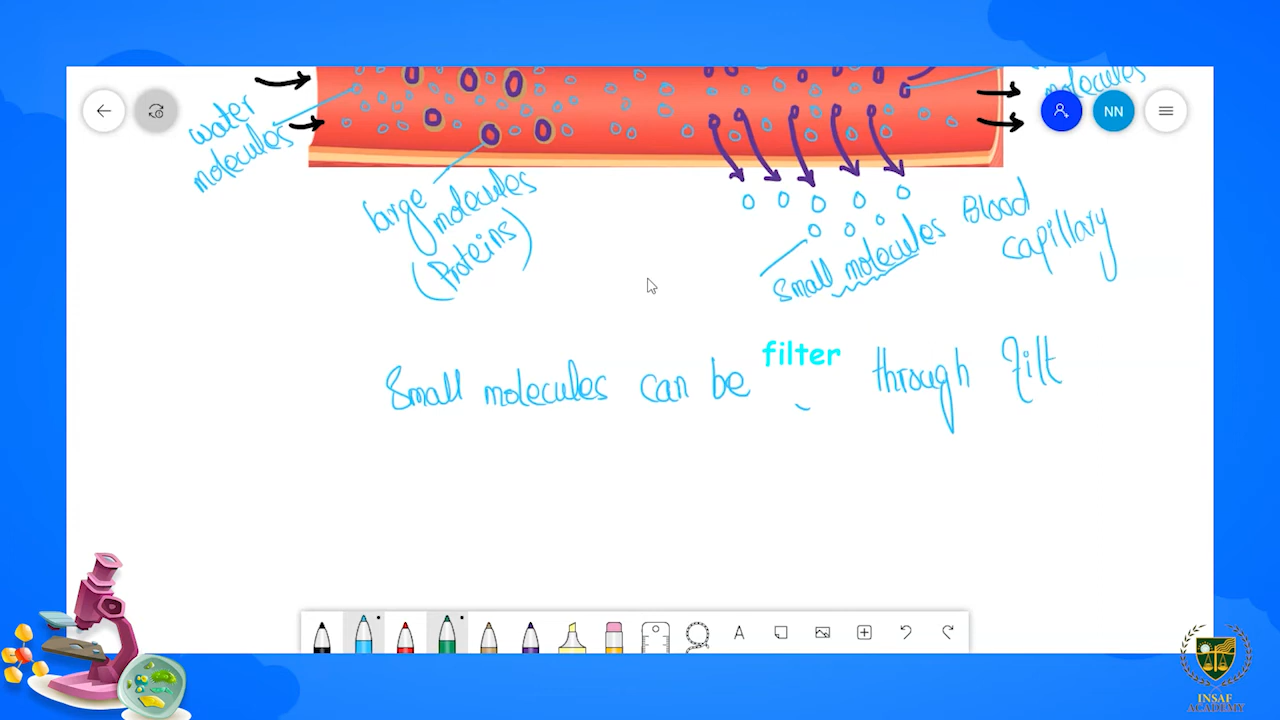 molecules
water
molecules
NN
large
molecules
(Proteins)
small molecules
Blood
capillary
Small molecules can be filter through filt
A
INSAF
ACADEMY